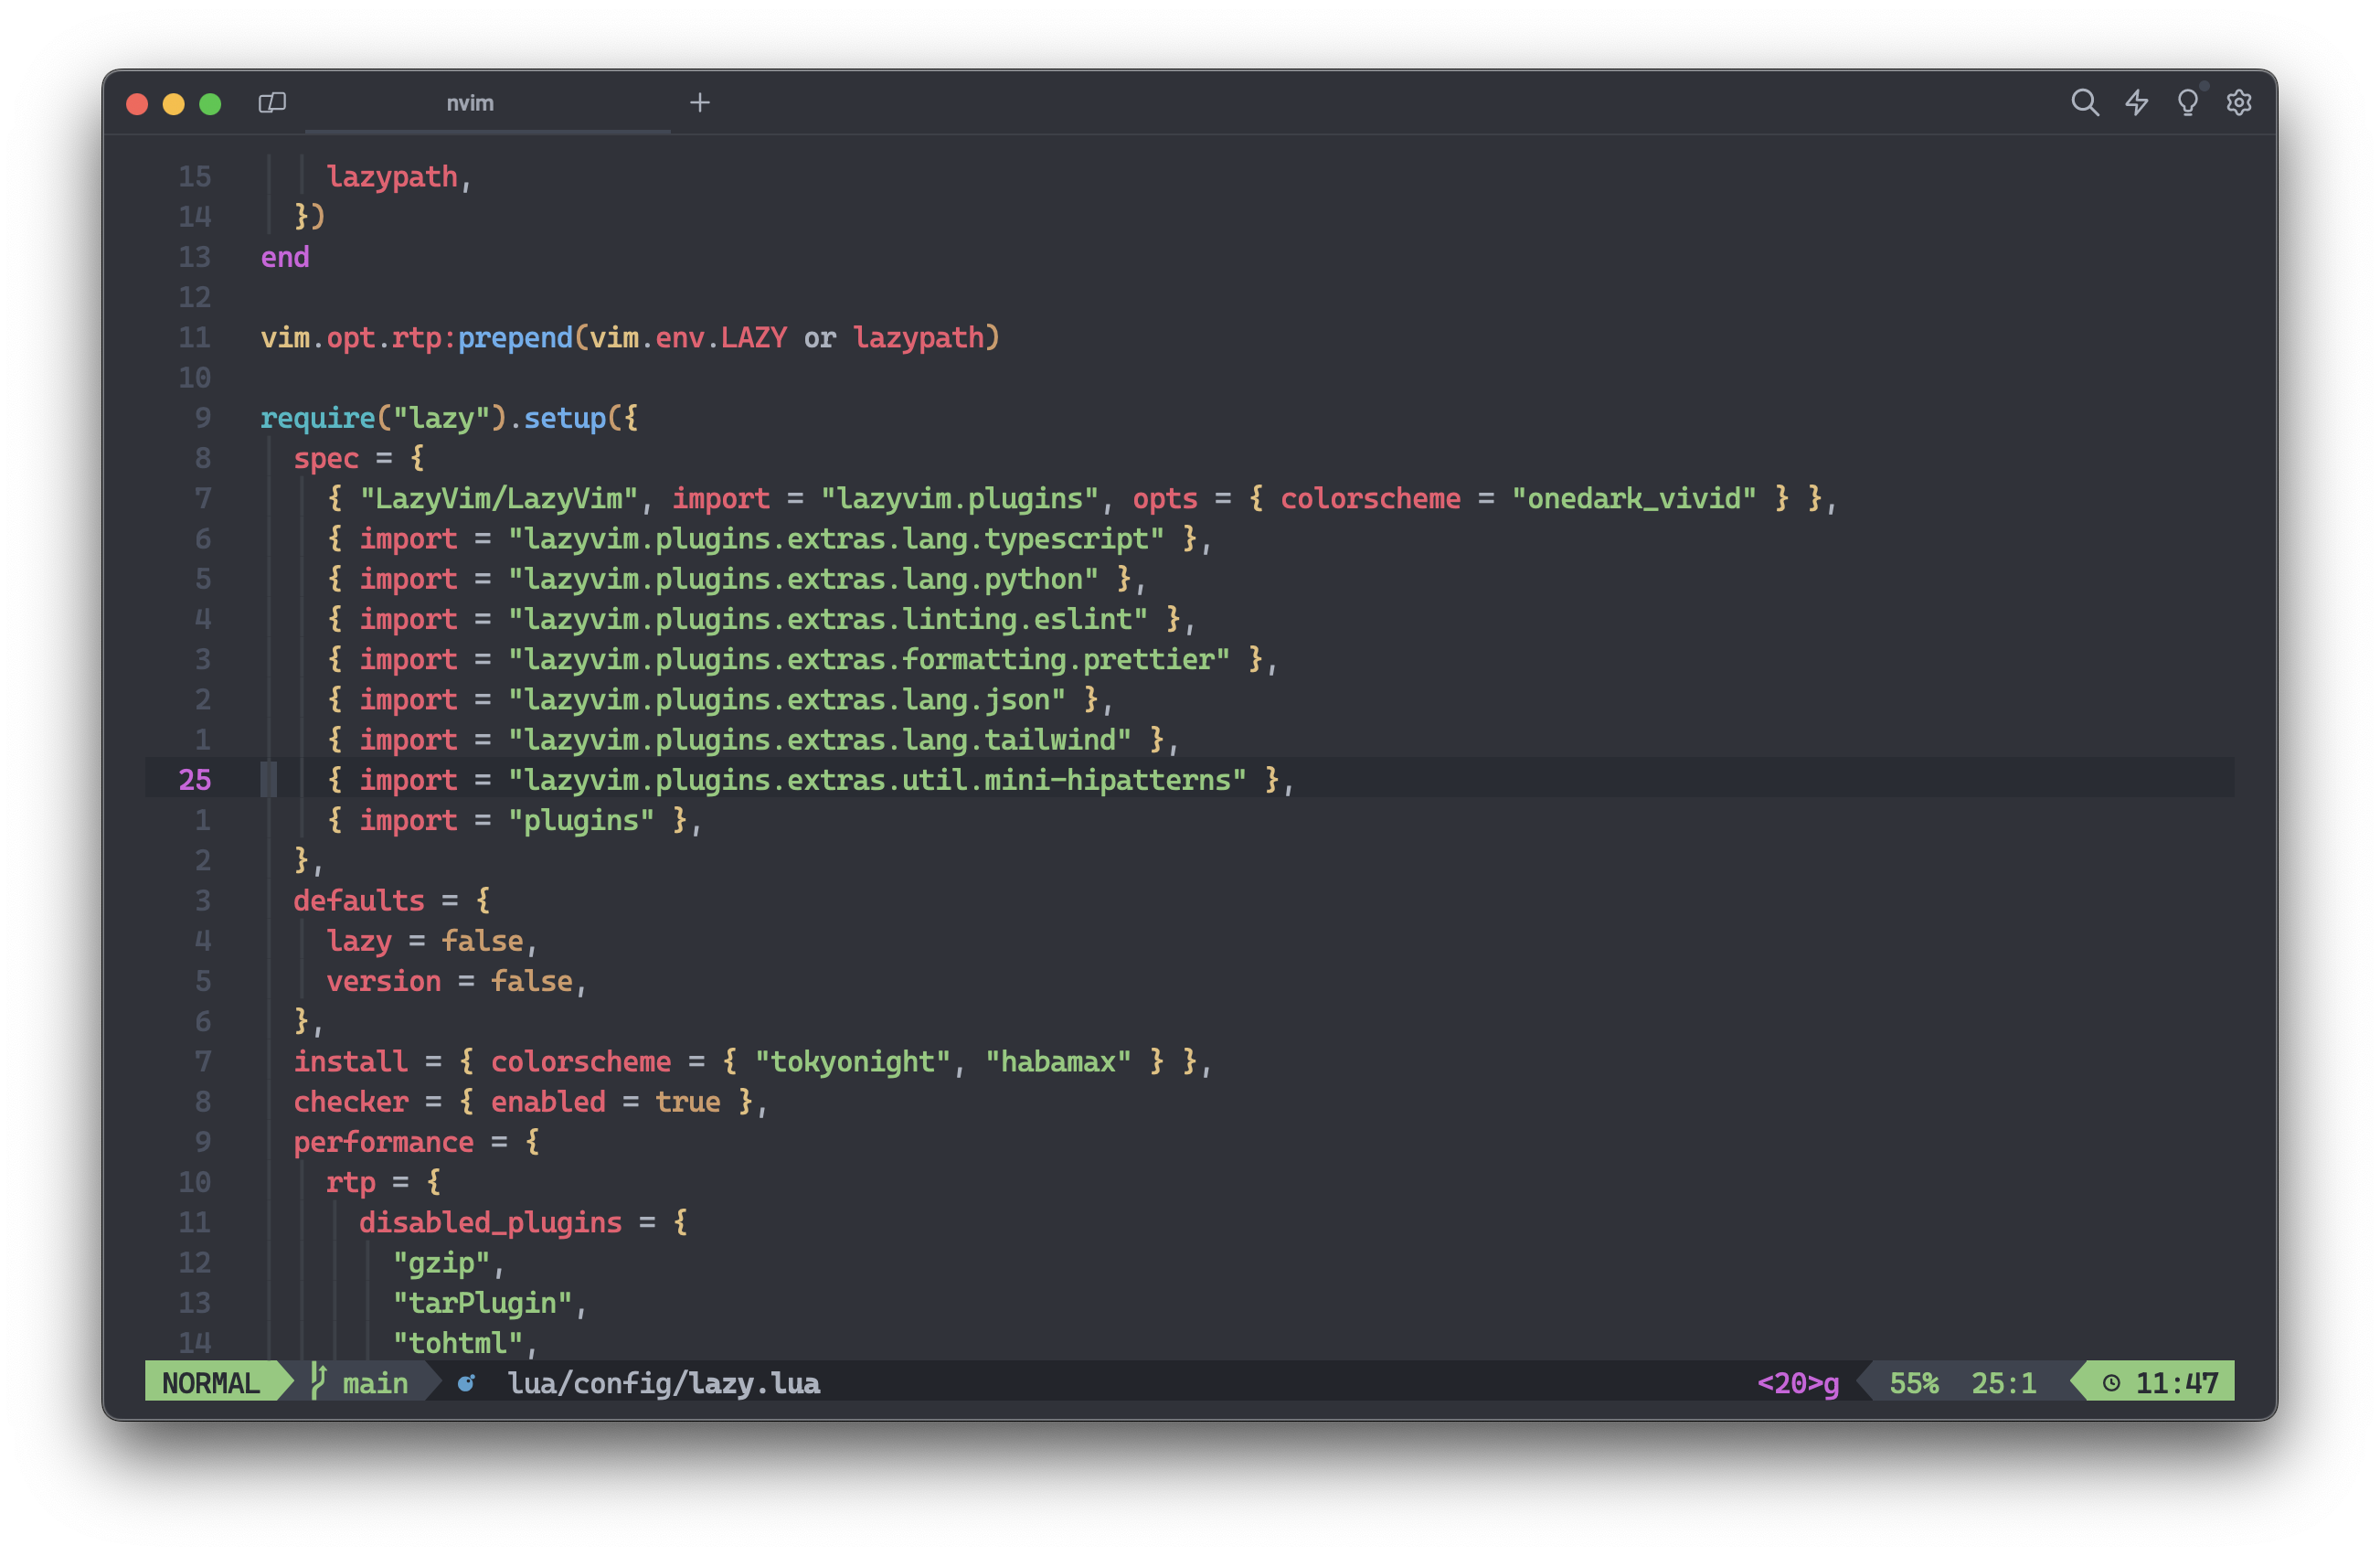 nvim
15 lazypath,
14 })
13 end
12
11 vim.opt.rtp:prepend(vim.env.LAZY or lazypath)
10
9 require("lazy").setup({
8 spec = {
7 { "LazyVim/LazyVim", import = "lazyvim.plugins", opts = { colorscheme = "onedark_vivid" } },
6 { import = "lazyvim.plugins.extras.lang.typescript" },
5 { import = "lazyvim.plugins.extras.lang.python" },
4 { import = "lazyvim.plugins.extras.linting.eslint" },
3 { import = "lazyvim.plugins.extras.formatting.prettier" },
2 { import = "lazyvim.plugins.extras.lang.json" },
1 { import = "lazyvim.plugins.extras.lang.tailwind" },
25 { import = "lazyvim.plugins.extras.util.mini-hipatterns" },
1 { import = "plugins" },
2 },
3 defaults = {
4 lazy = false,
5 version = false,
6 },
7 install = { colorscheme = { "tokyonight", "habamax" } },
8 checker = { enabled = true },
9 performance = {
10 rtp = {
11 disabled_plugins = {
12 "gzip",
13 "tarPlugin",
14 "tohtml",
NORMAL main lua/config/lazy.lua <20>g 55% 25:1 11:47